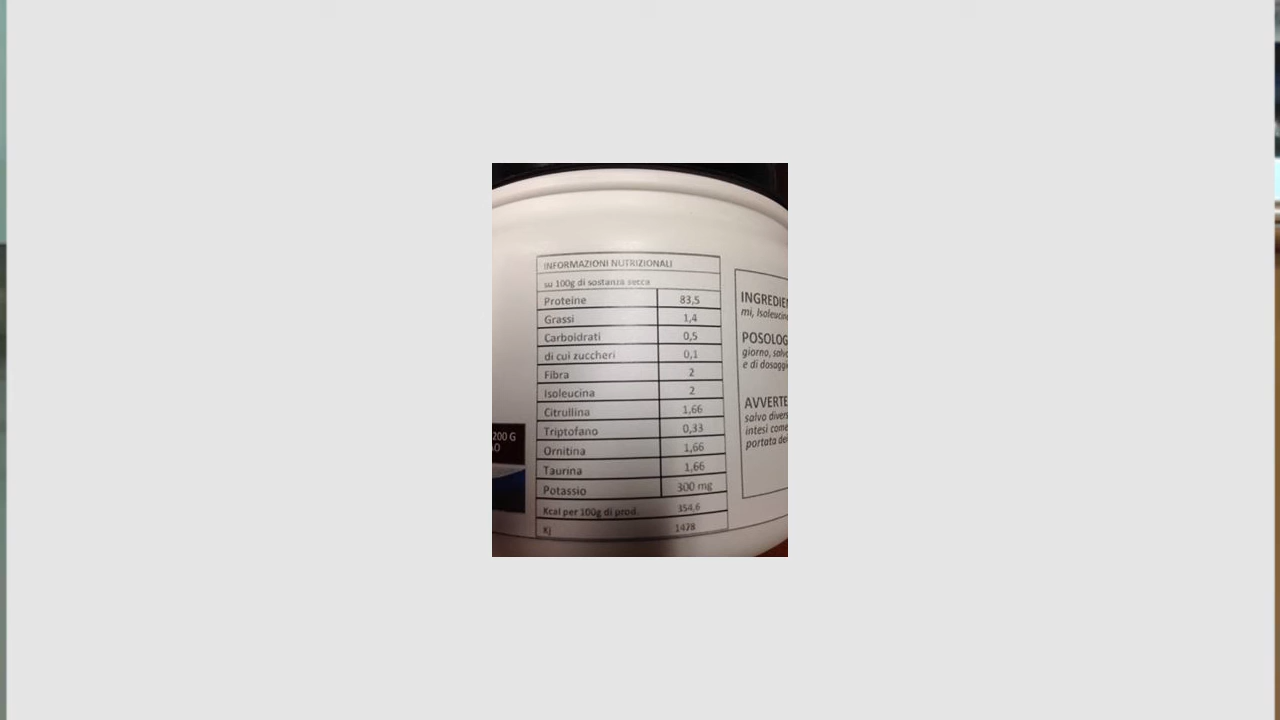 INFORMAZIONI NUTRIZIONALI
su 100g di sostanza secca
Proteine 83,5
Grassi 1,4
Carboidrati 0,5
di cui zuccheri 0,1
Fibra 2
Isoleucina 2
Citrullina 1,66
Triptofano 0,33
Ornitina 1,66
Taurina 1,66
Potassio 300 mg
Kcal per 100g di prod. 354,6
Kj 1478
200 G
INGREDIEN
mi, Isoleucin
POSOLOG
giorno, salv
e di dosaggi
AVVERTE
salvo divers
intesi come
portata de